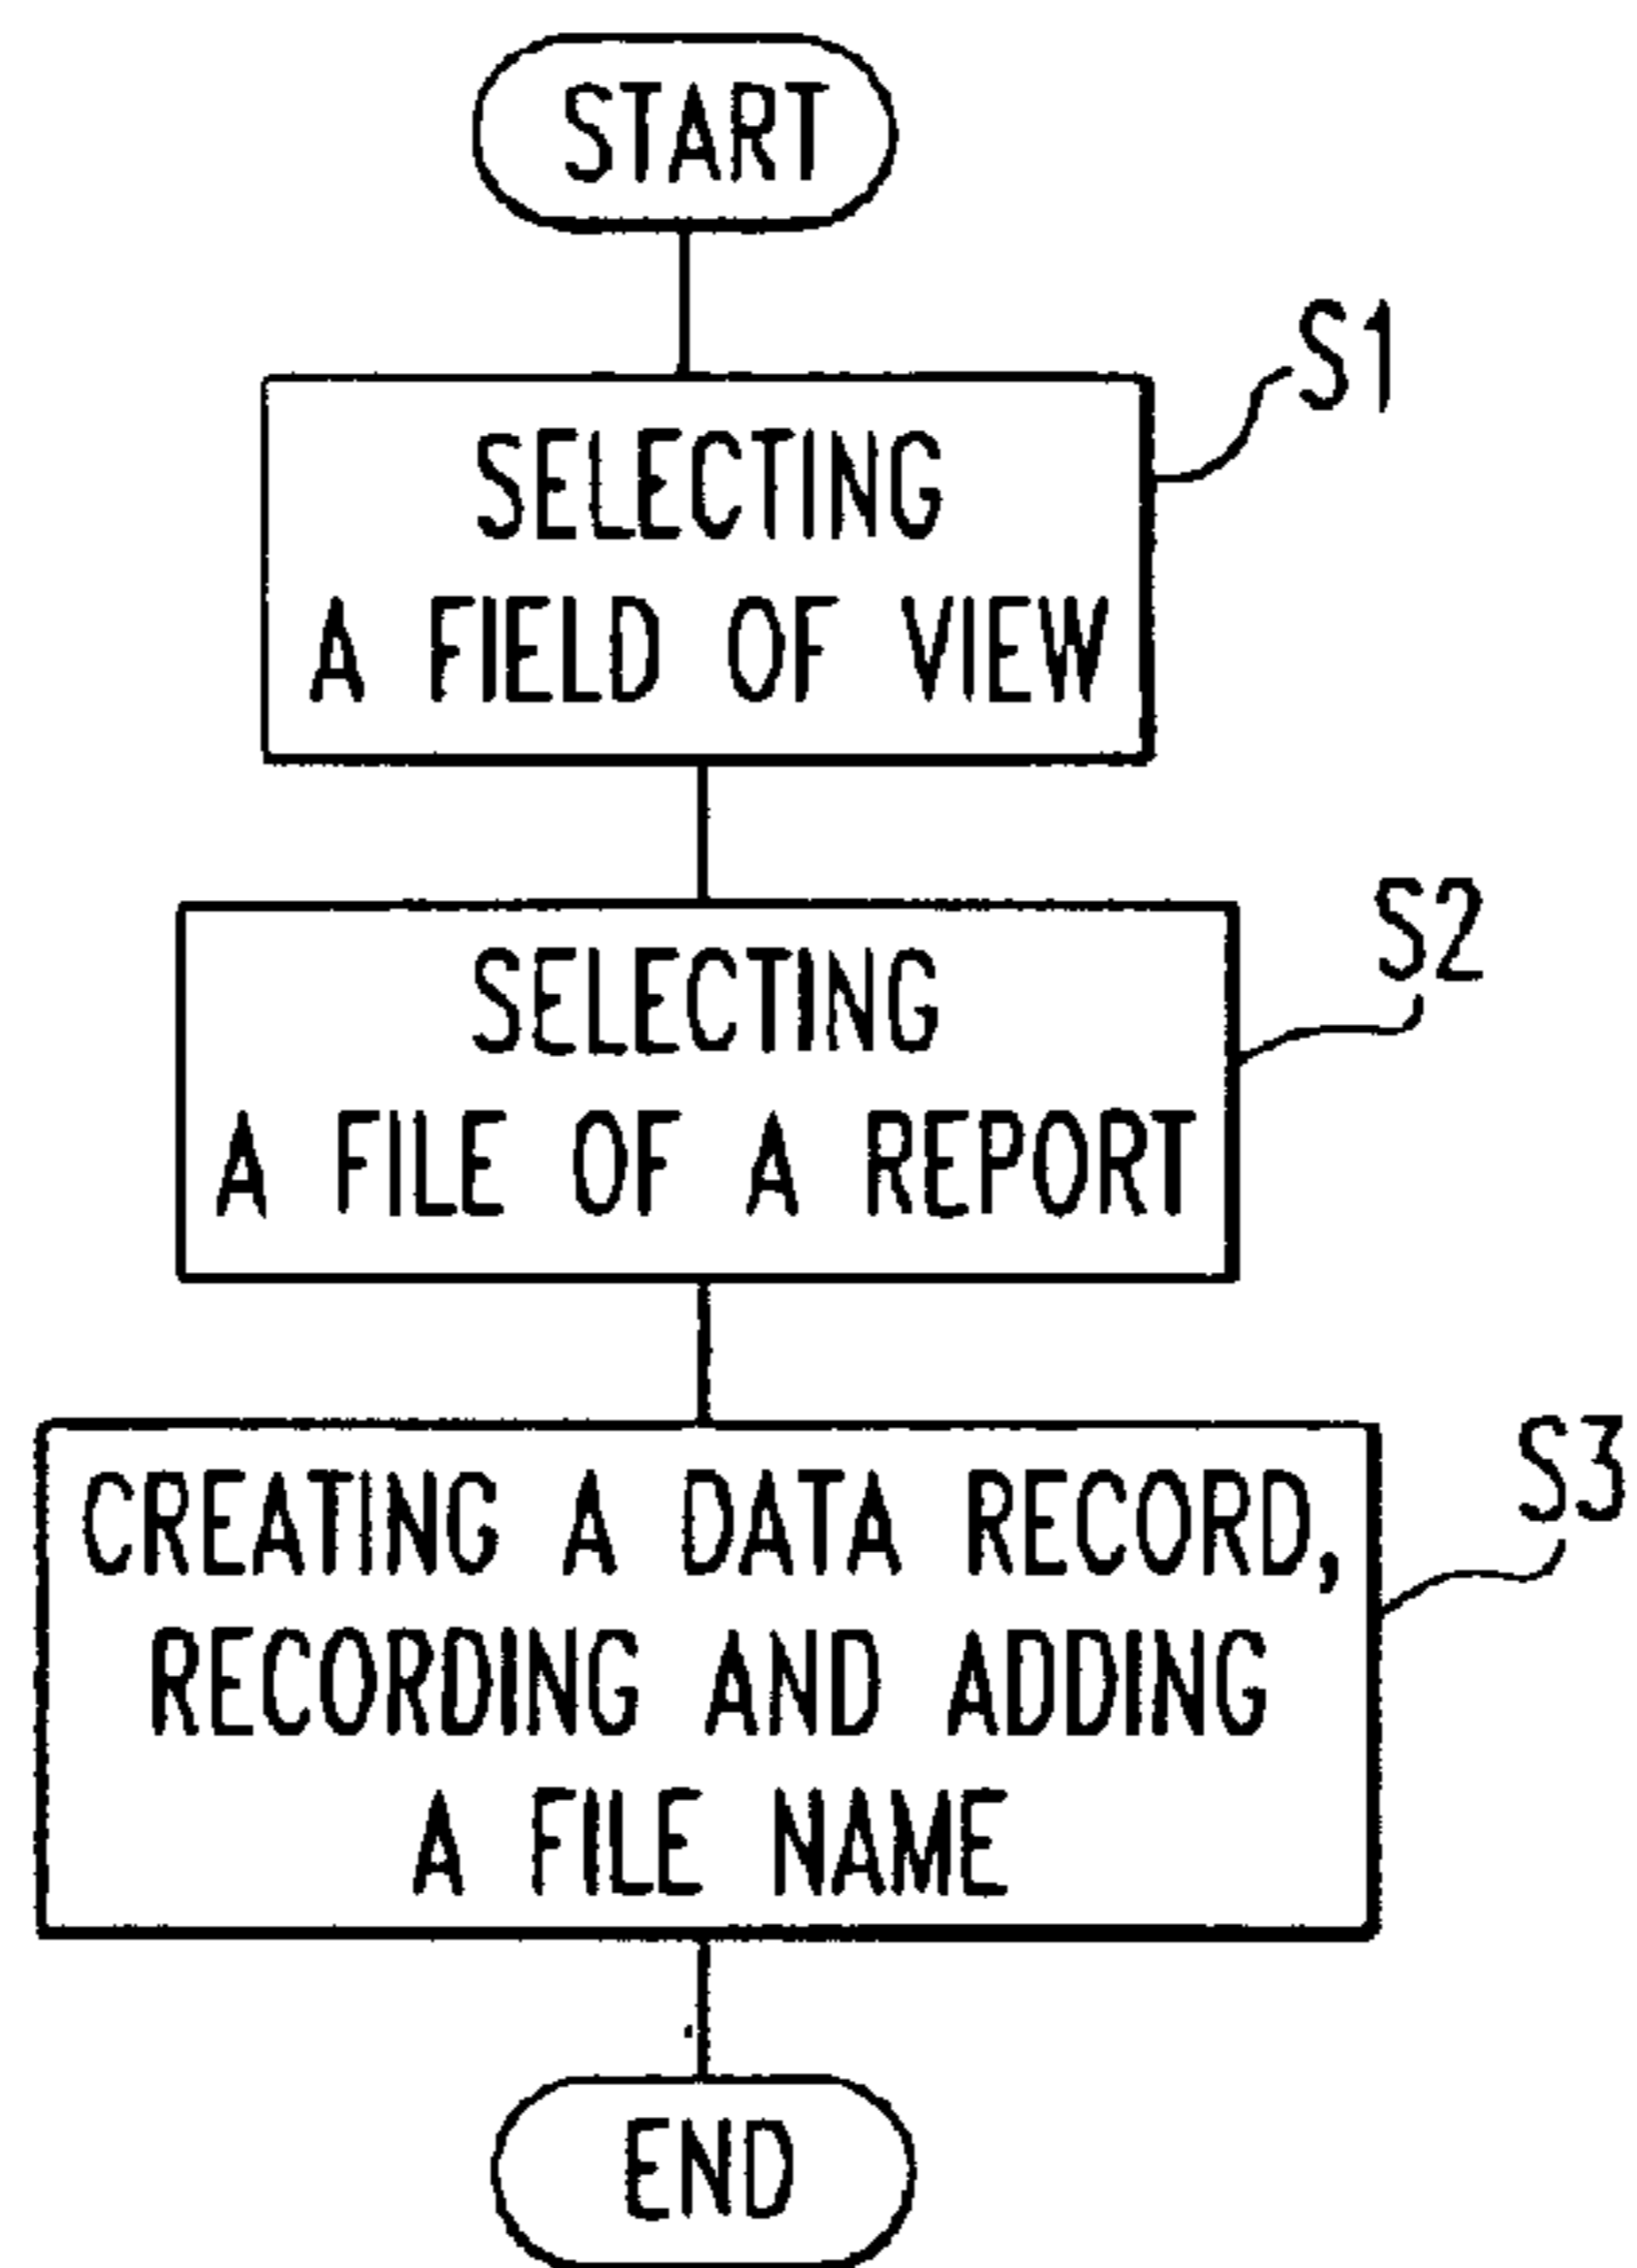 START
S1
SELECTING
A FIELD OF VIEW
S2
SELECTING
A FILE OF A REPORT
S3
CREATING A DATA RECORD,
RECORDING AND ADDING
A FILE NAME
END